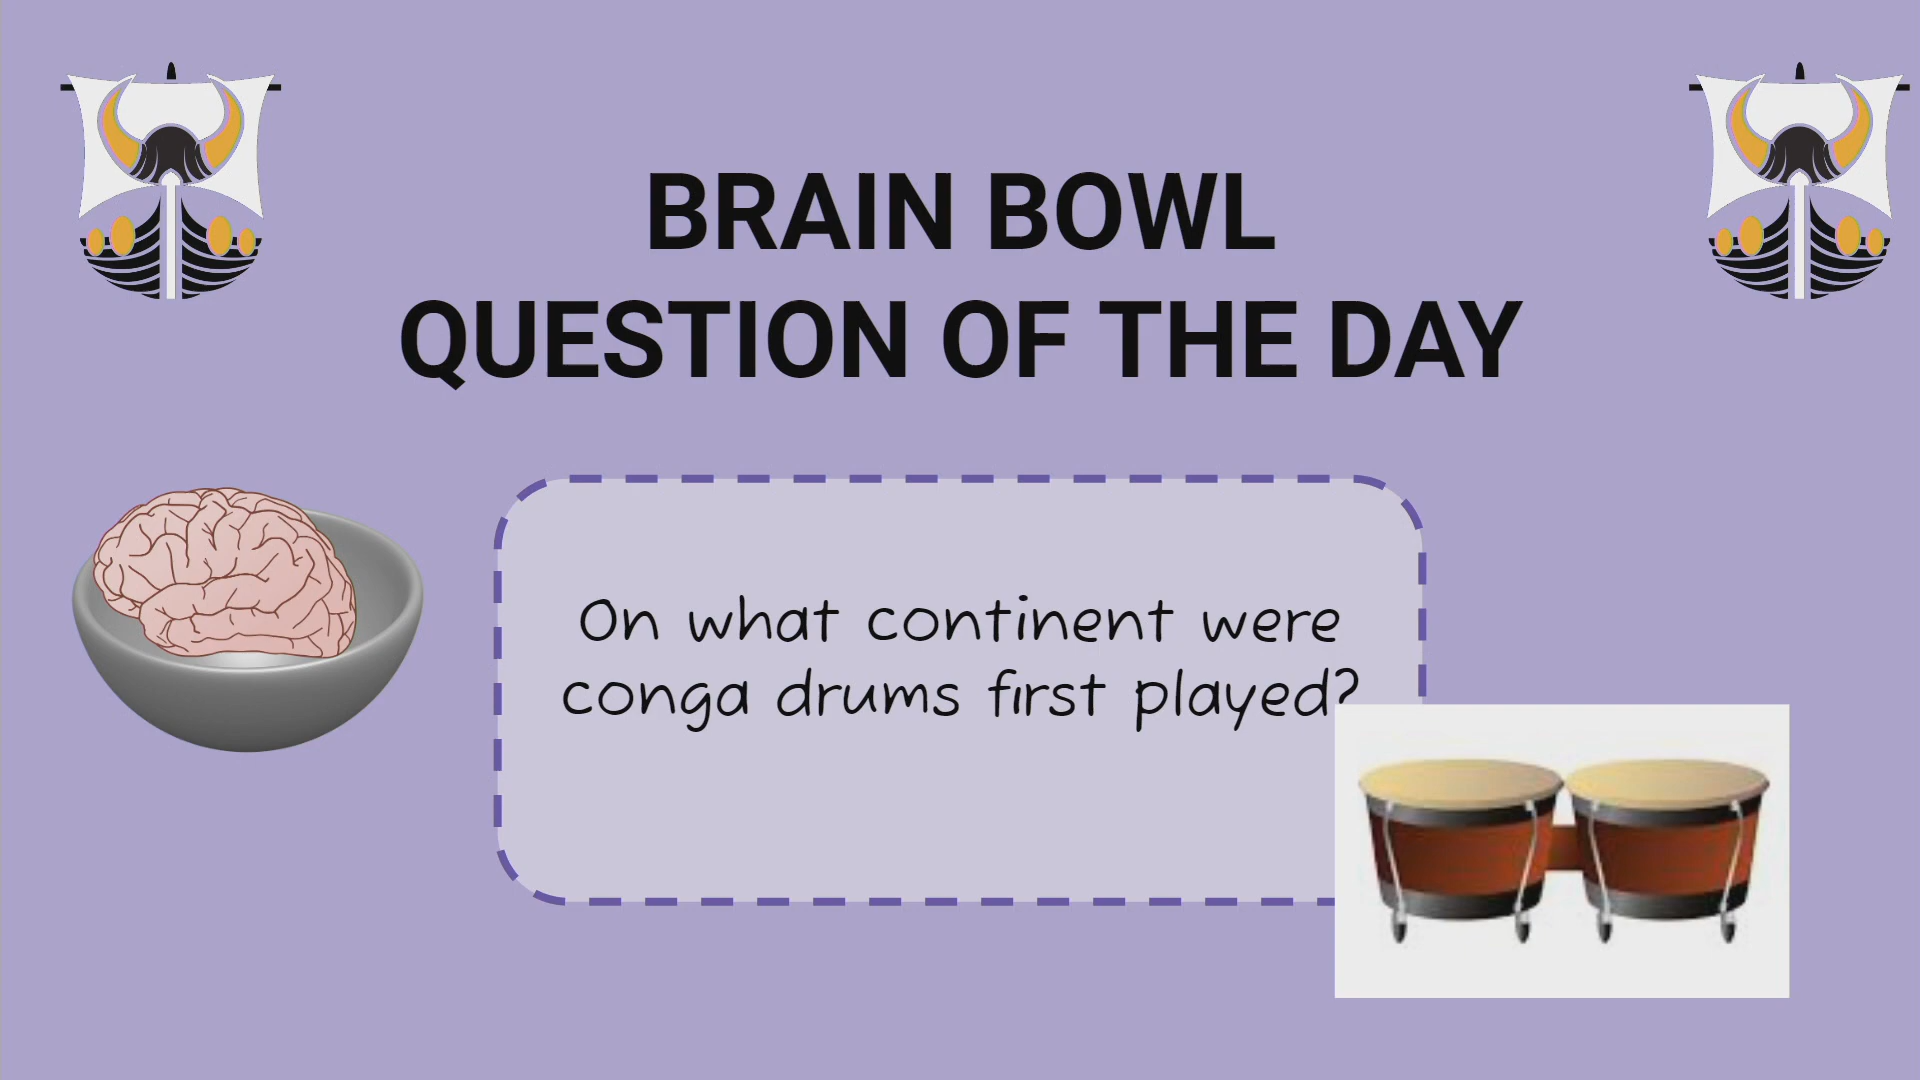 BRAIN BOWL
QUESTION OF THE DAY
On what continent were
conga drums first played?